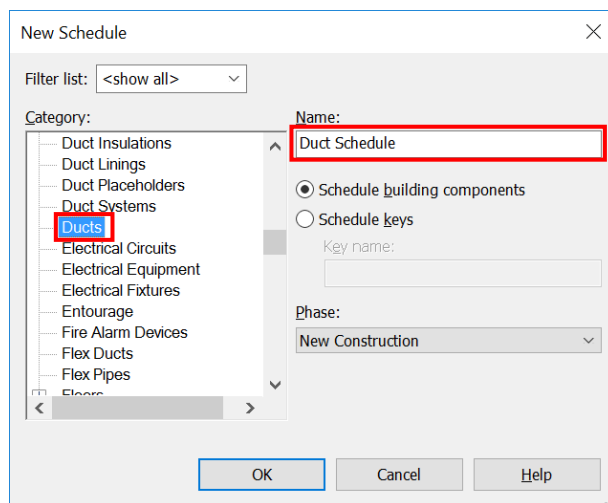 New Schedule
Filter list: <show all>
Category:
Duct Insulations
Duct Linings
Duct Placeholders
Duct Systems
Ducts
Electrical Circuits
Electrical Equipment
Electrical Fixtures
Entourage
Fire Alarm Devices
Flex Ducts
Flex Pipes
Floors
Name:
Duct Schedule
Schedule building components
Schedule keys
Key name:
Phase:
New Construction
OK Cancel Help